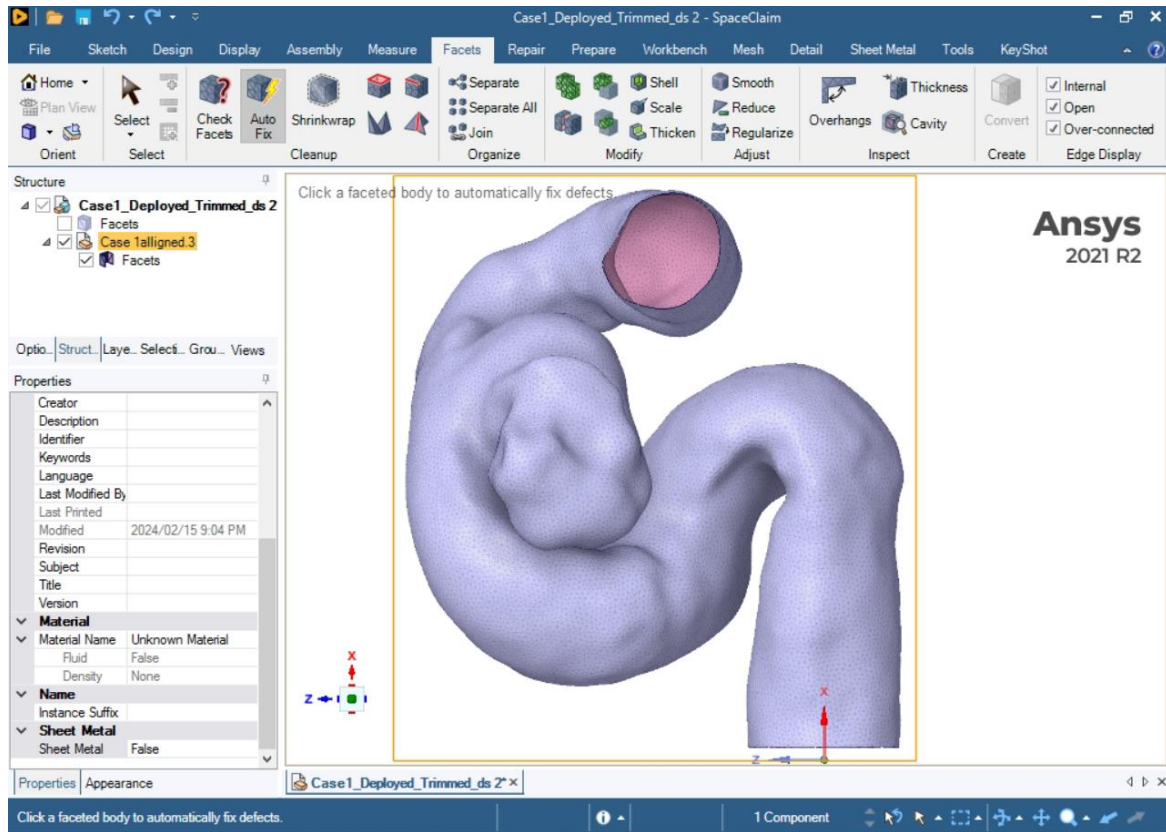 Case1_Deployed_Trimmed_ds 2 - SpaceClaim
File Sketch Design Display Assembly Measure Facets Repair Prepare Workbench Mesh Detail Sheet Metal Tools KeyShot
Home
Plan View
Orient
Select
Select
Check Facets
Auto Fix
Shrinkwrap
Cleanup
Separate
Separate All
Join
Organize
Shell
Scale
Thicken
Modify
Smooth
Reduce
Regularize
Adjust
Overhangs
Thickness
Cavity
Inspect
Convert
Create
Internal
Open
Over-connected
Edge Display
Structure
Case1_Deployed_Trimmed_ds 2
Facets
Case 1alligned.3
Facets
Optio... Struct... Laye... Selecti... Grou... Views
Properties
Creator
Description
Identifier
Keywords
Language
Last Modified By
Last Printed
Modified 2024/02/15 9:04 PM
Revision
Subject
Title
Version
Material
Material Name Unknown Material
Fluid False
Density None
Name
Instance Suffix
Sheet Metal
Sheet Metal False
Properties Appearance
Click a faceted body to automatically fix defects.
Ansys
2021 R2
X
Z
X
Z
Case1_Deployed_Trimmed_ds 2*
Click a faceted body to automatically fix defects.
1 Component